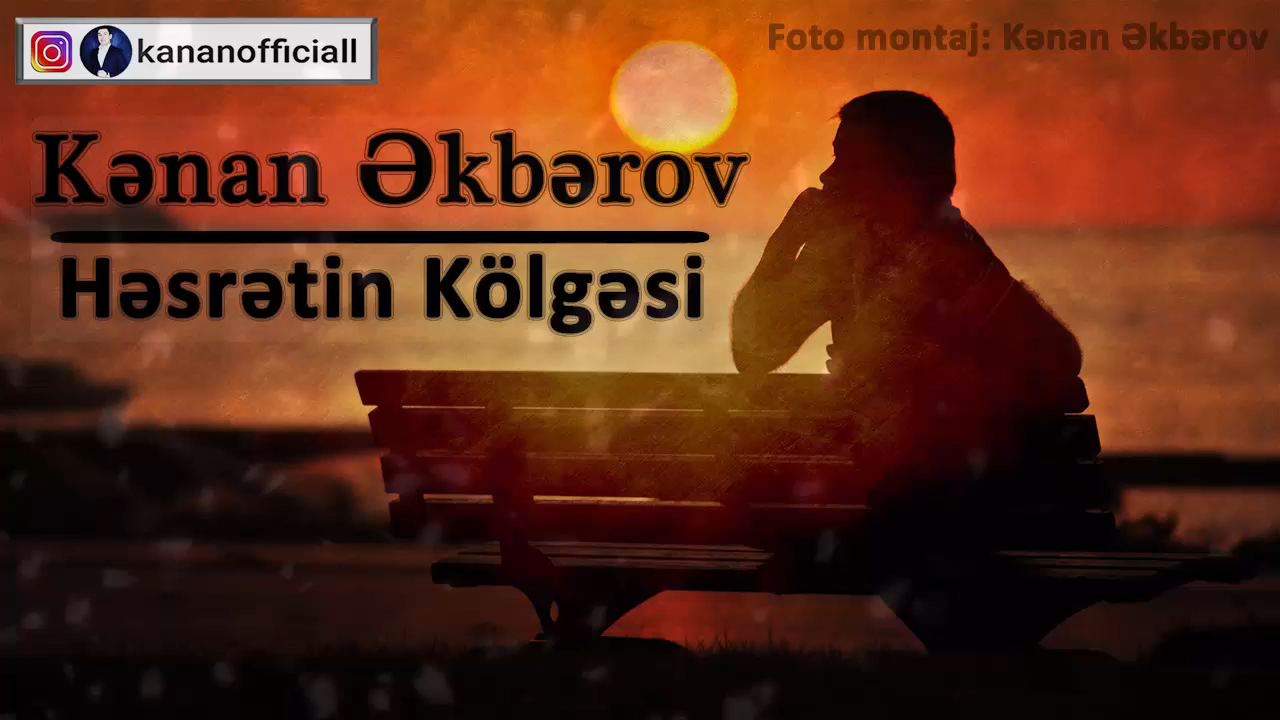 kananofficiall
Foto montaj: Kənan Əkbərov
Kənan Əkbərov
Həsrətin Kölgəsi